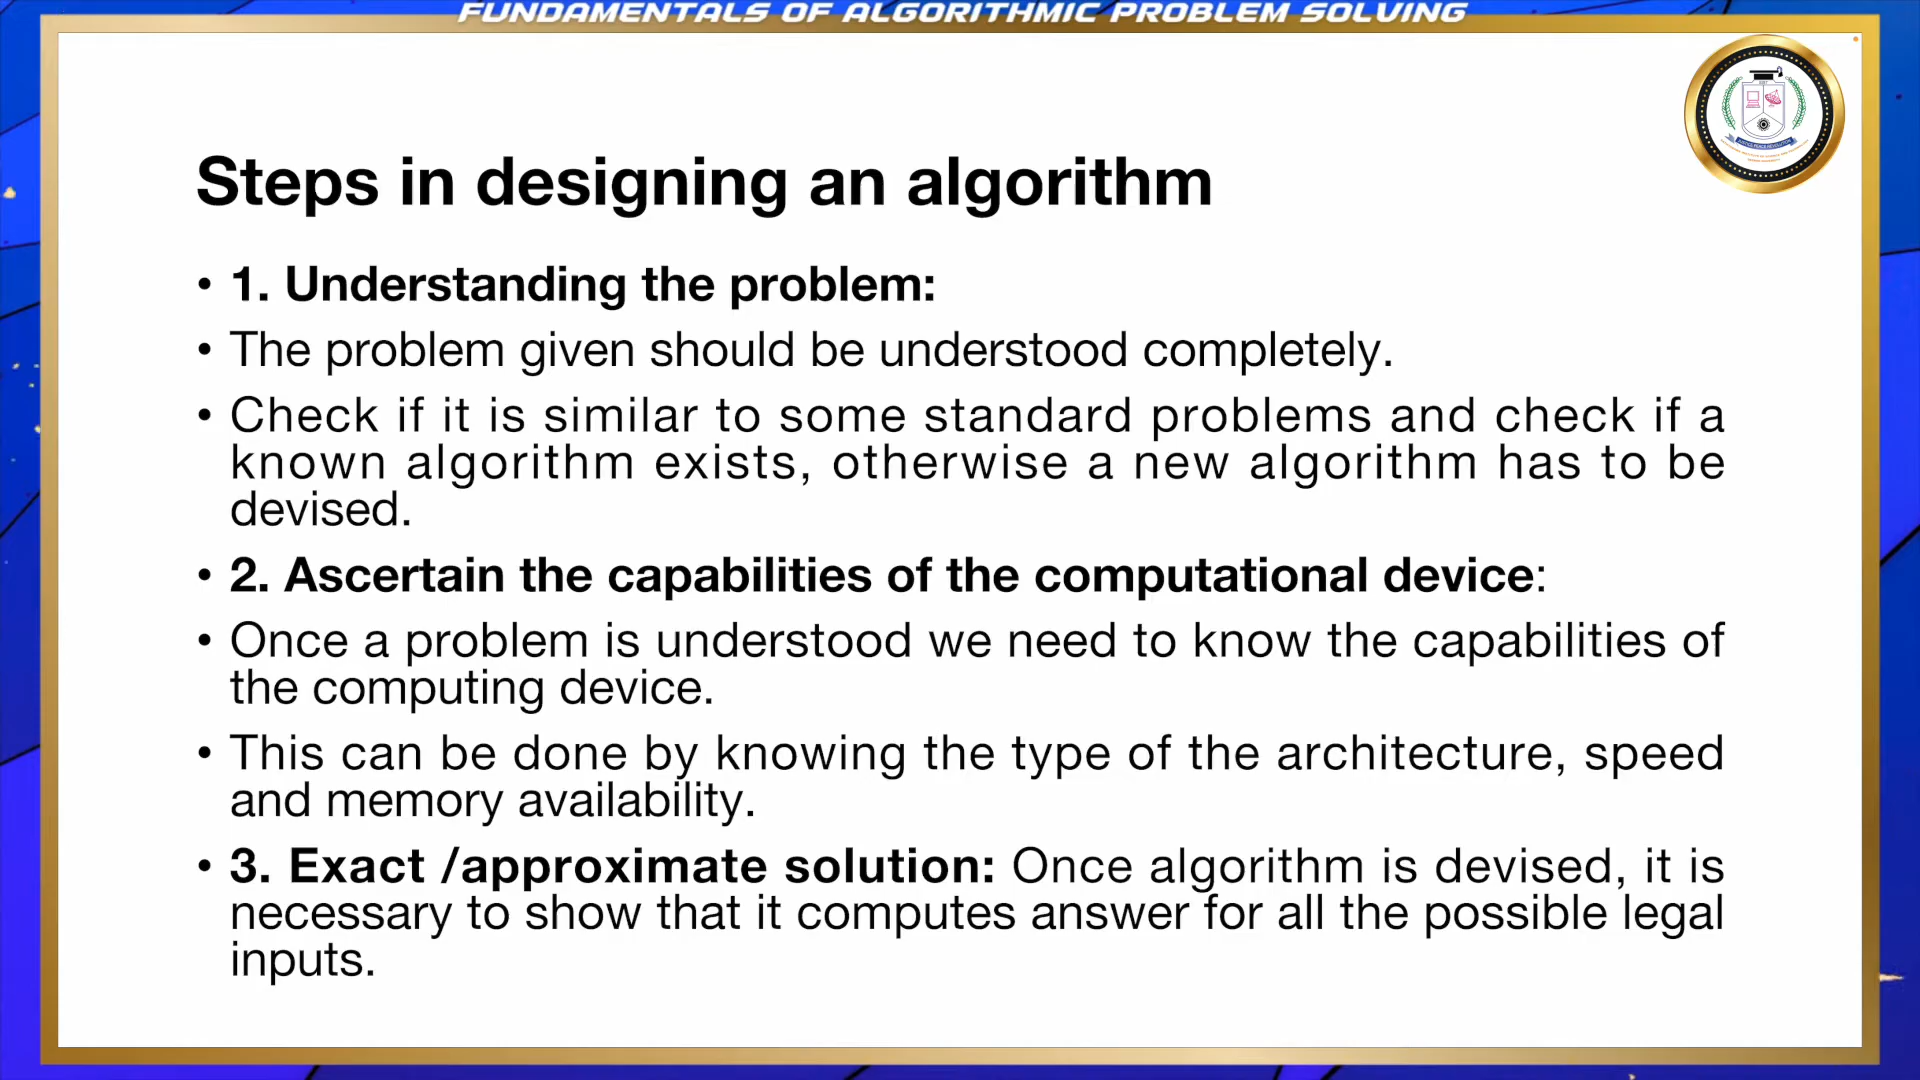 FUNDAMENTALS OF ALGORITHMIC PROBLEM SOLVING
Steps in designing an algorithm
• 1. Understanding the problem:
• The problem given should be understood completely.
• Check if it is similar to some standard problems and check if a
known algorithm exists, otherwise a new algorithm has to be
devised.
• 2. Ascertain the capabilities of the computational device:
• Once a problem is understood we need to know the capabilities of
the computing device.
• This can be done by knowing the type of the architecture, speed
and memory availability.
• 3. Exact /approximate solution: Once algorithm is devised, it is
necessary to show that it computes answer for all the possible legal
inputs.